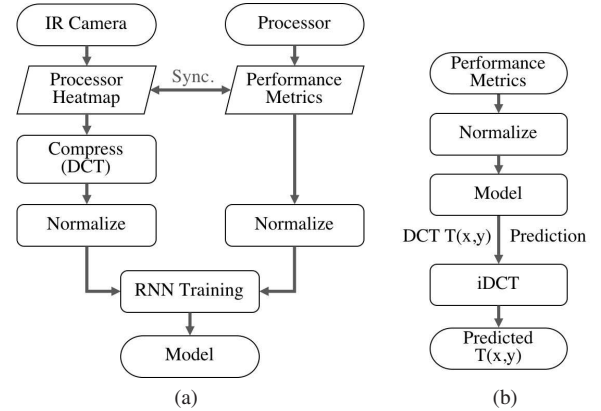 IR Camera
Processor
Processor
Heatmap
Sync.
Performance
Metrics
Compress
(DCT)
Normalize
Normalize
RNN Training
Model
(a)
Performance
Metrics
Normalize
Model
DCT T(x,y)
Prediction
iDCT
Predicted
T(x,y)
(b)